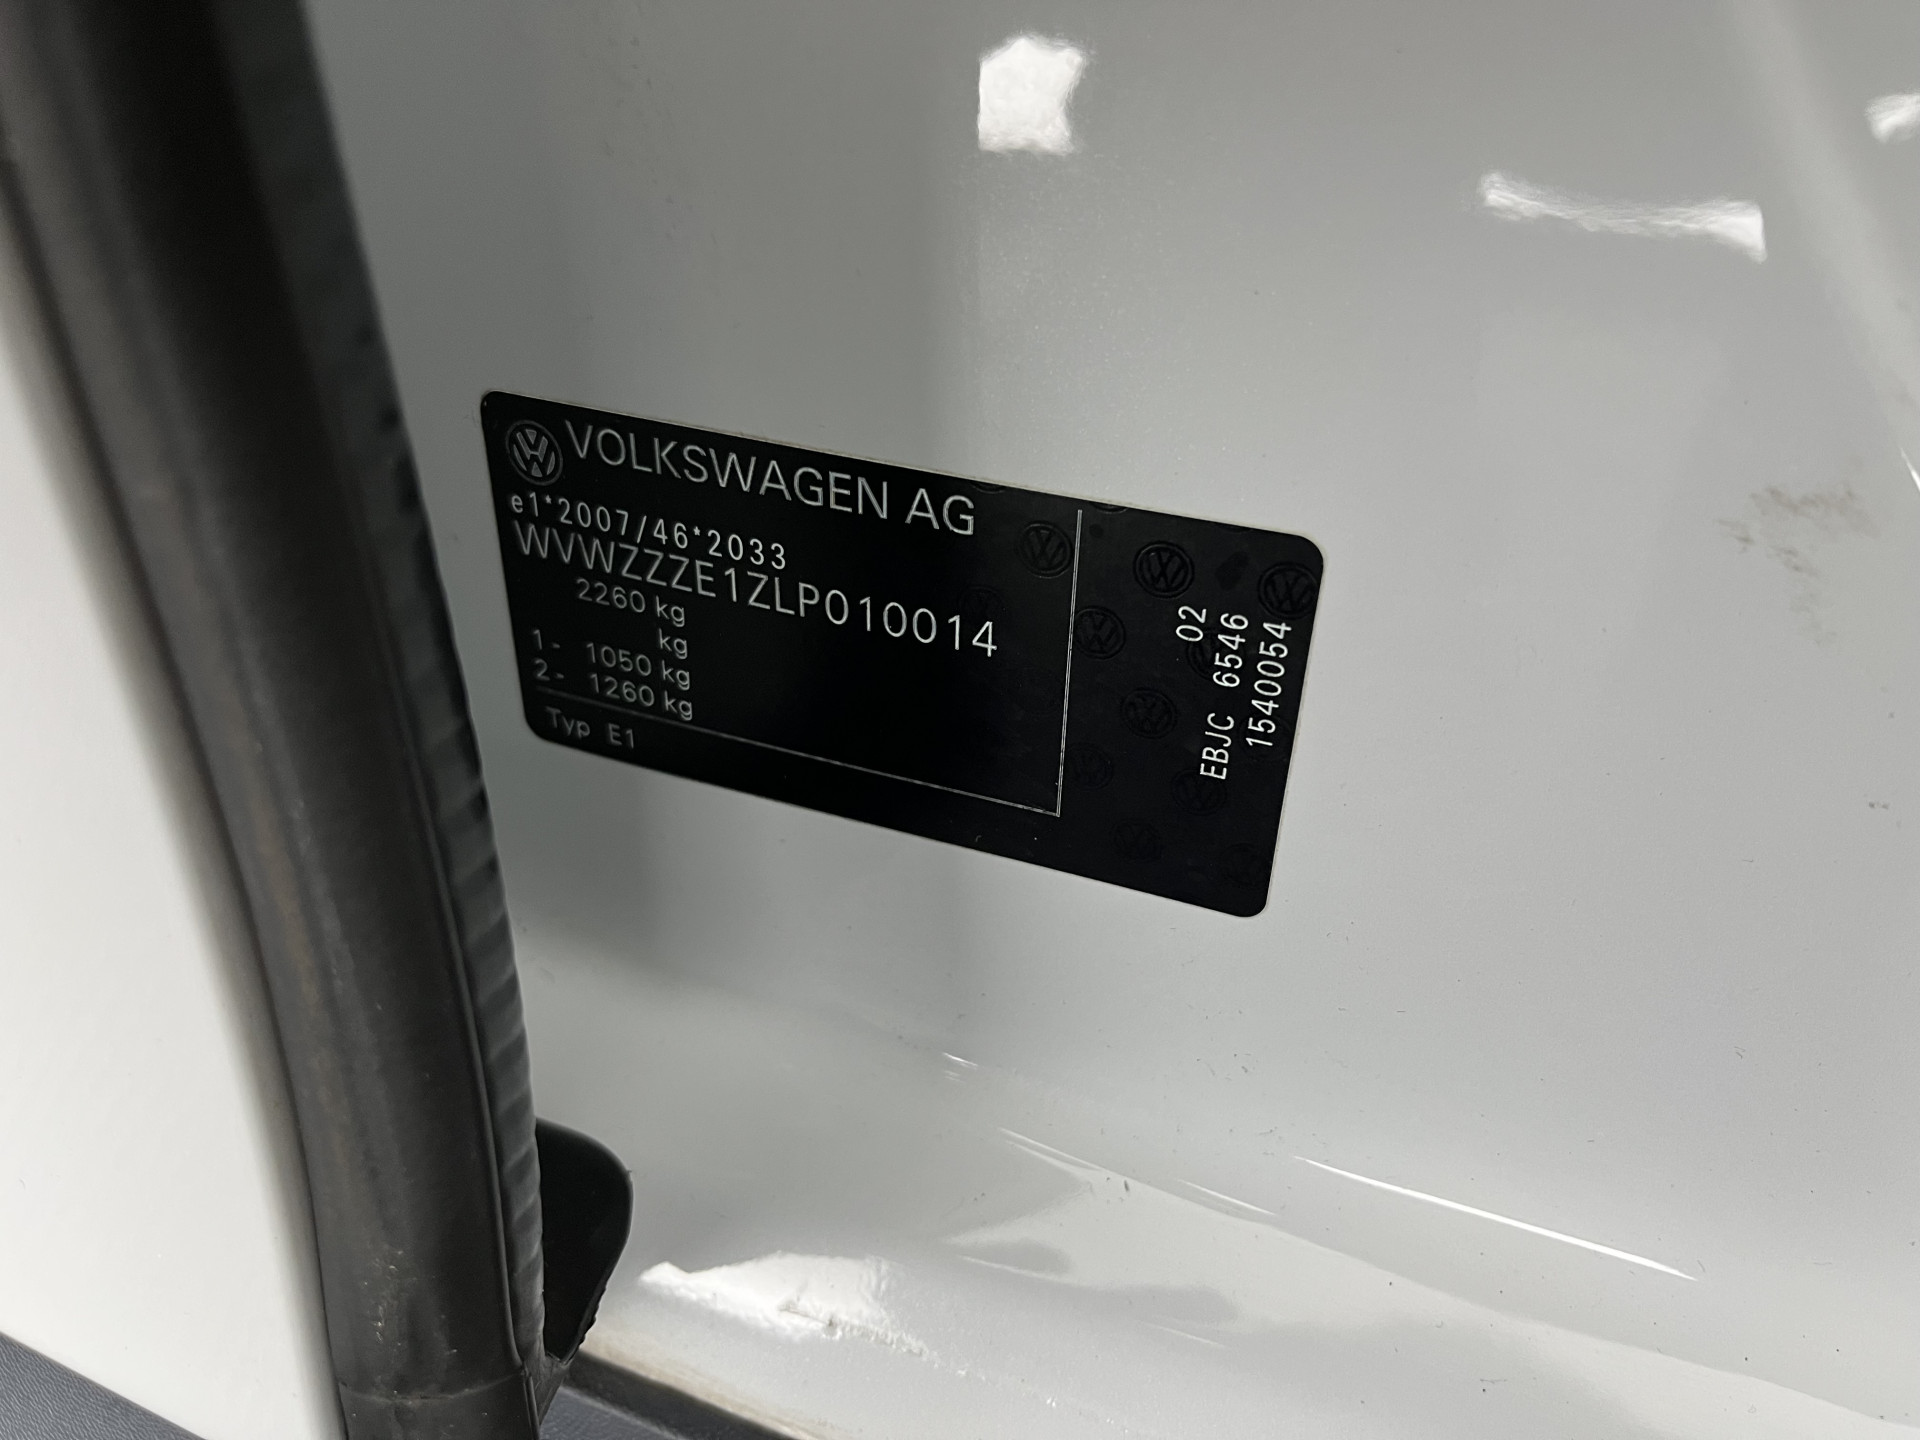 VOLKSWAGEN AG
e1*2007/46*2033
WVWZZZE1ZLP010014
2260 kg
kg
1- 1050 kg
2- 1260 kg
Typ E1
02
EBJC 6546
1540054